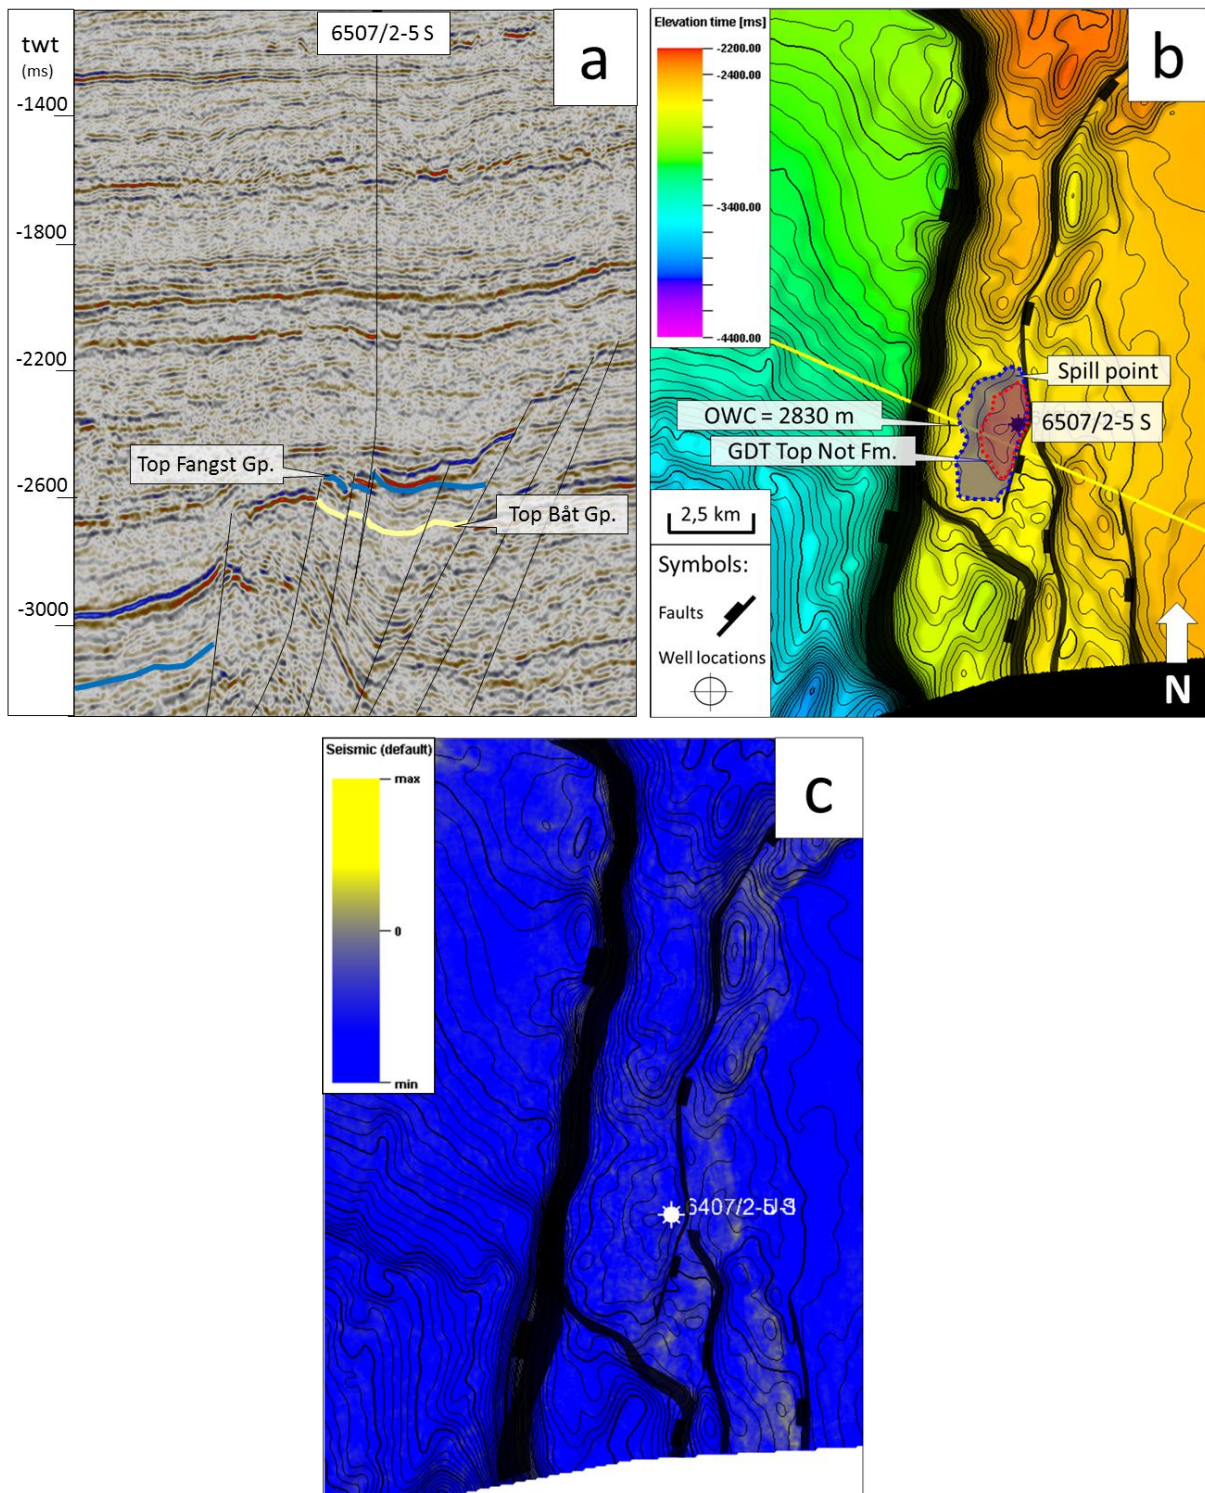 6507/2-5 S
a
twt
(ms)
-1400
-1800
-2200
-2600
-3000
Top Fangst Gp.
Top Båt Gp.
Elevation time [ms]
-2200.00
-2400.00
-3400.00
-4400.00
b
Spill point
OWC = 2830 m
6507/2-5 S
GDT Top Not Fm.
2,5 km
Symbols:
Faults
Well locations
N
Seismic (default)
max
0
min
c